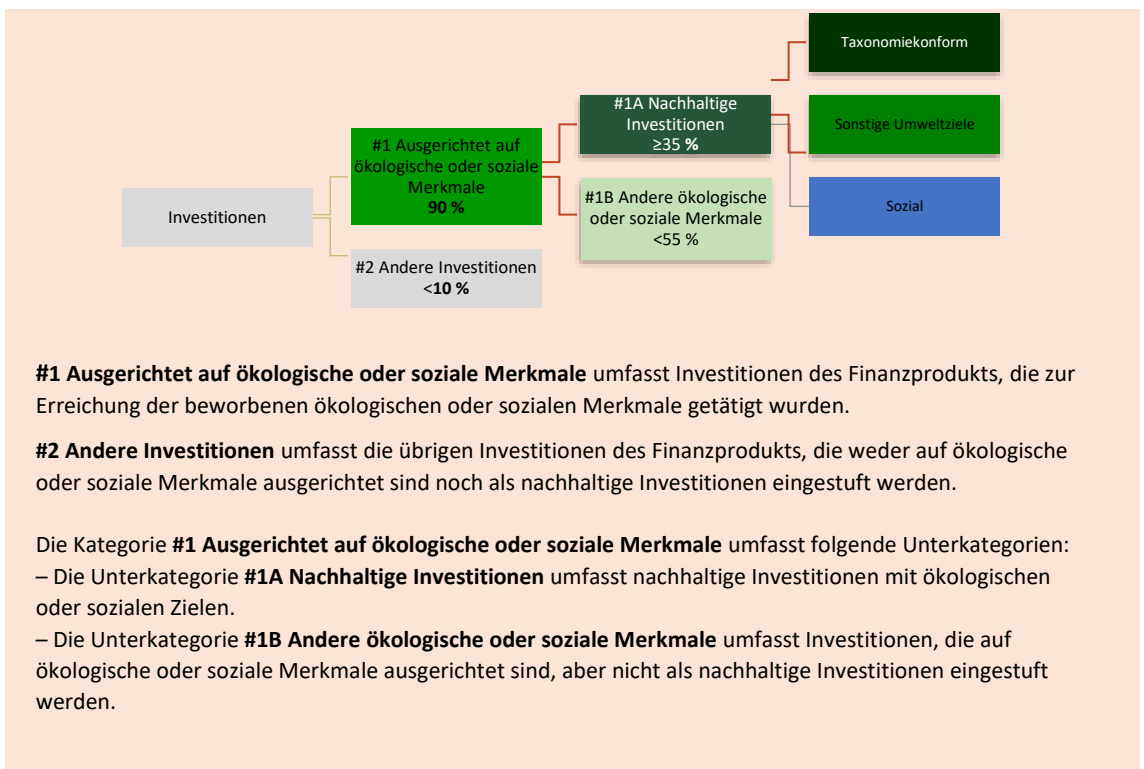 Investitionen
#1 Ausgerichtet auf
ökologische oder soziale
Merkmale
90 %
#2 Andere Investitionen
<10 %
#1A Nachhaltige
Investitionen
≥35 %
#1B Andere ökologische
oder soziale Merkmale
<55 %
Taxonomiekonform
Sonstige Umweltziele
Sozial
#1 Ausgerichtet auf ökologische oder soziale Merkmale umfasst Investitionen des Finanzprodukts, die zur
Erreichung der beworbenen ökologischen oder sozialen Merkmale getätigt wurden.
#2 Andere Investitionen umfasst die übrigen Investitionen des Finanzprodukts, die weder auf ökologische
oder soziale Merkmale ausgerichtet sind noch als nachhaltige Investitionen eingestuft werden.
Die Kategorie #1 Ausgerichtet auf ökologische oder soziale Merkmale umfasst folgende Unterkategorien:
– Die Unterkategorie #1A Nachhaltige Investitionen umfasst nachhaltige Investitionen mit ökologischen
oder sozialen Zielen.
– Die Unterkategorie #1B Andere ökologische oder soziale Merkmale umfasst Investitionen, die auf
ökologische oder soziale Merkmale ausgerichtet sind, aber nicht als nachhaltige Investitionen eingestuft
werden.